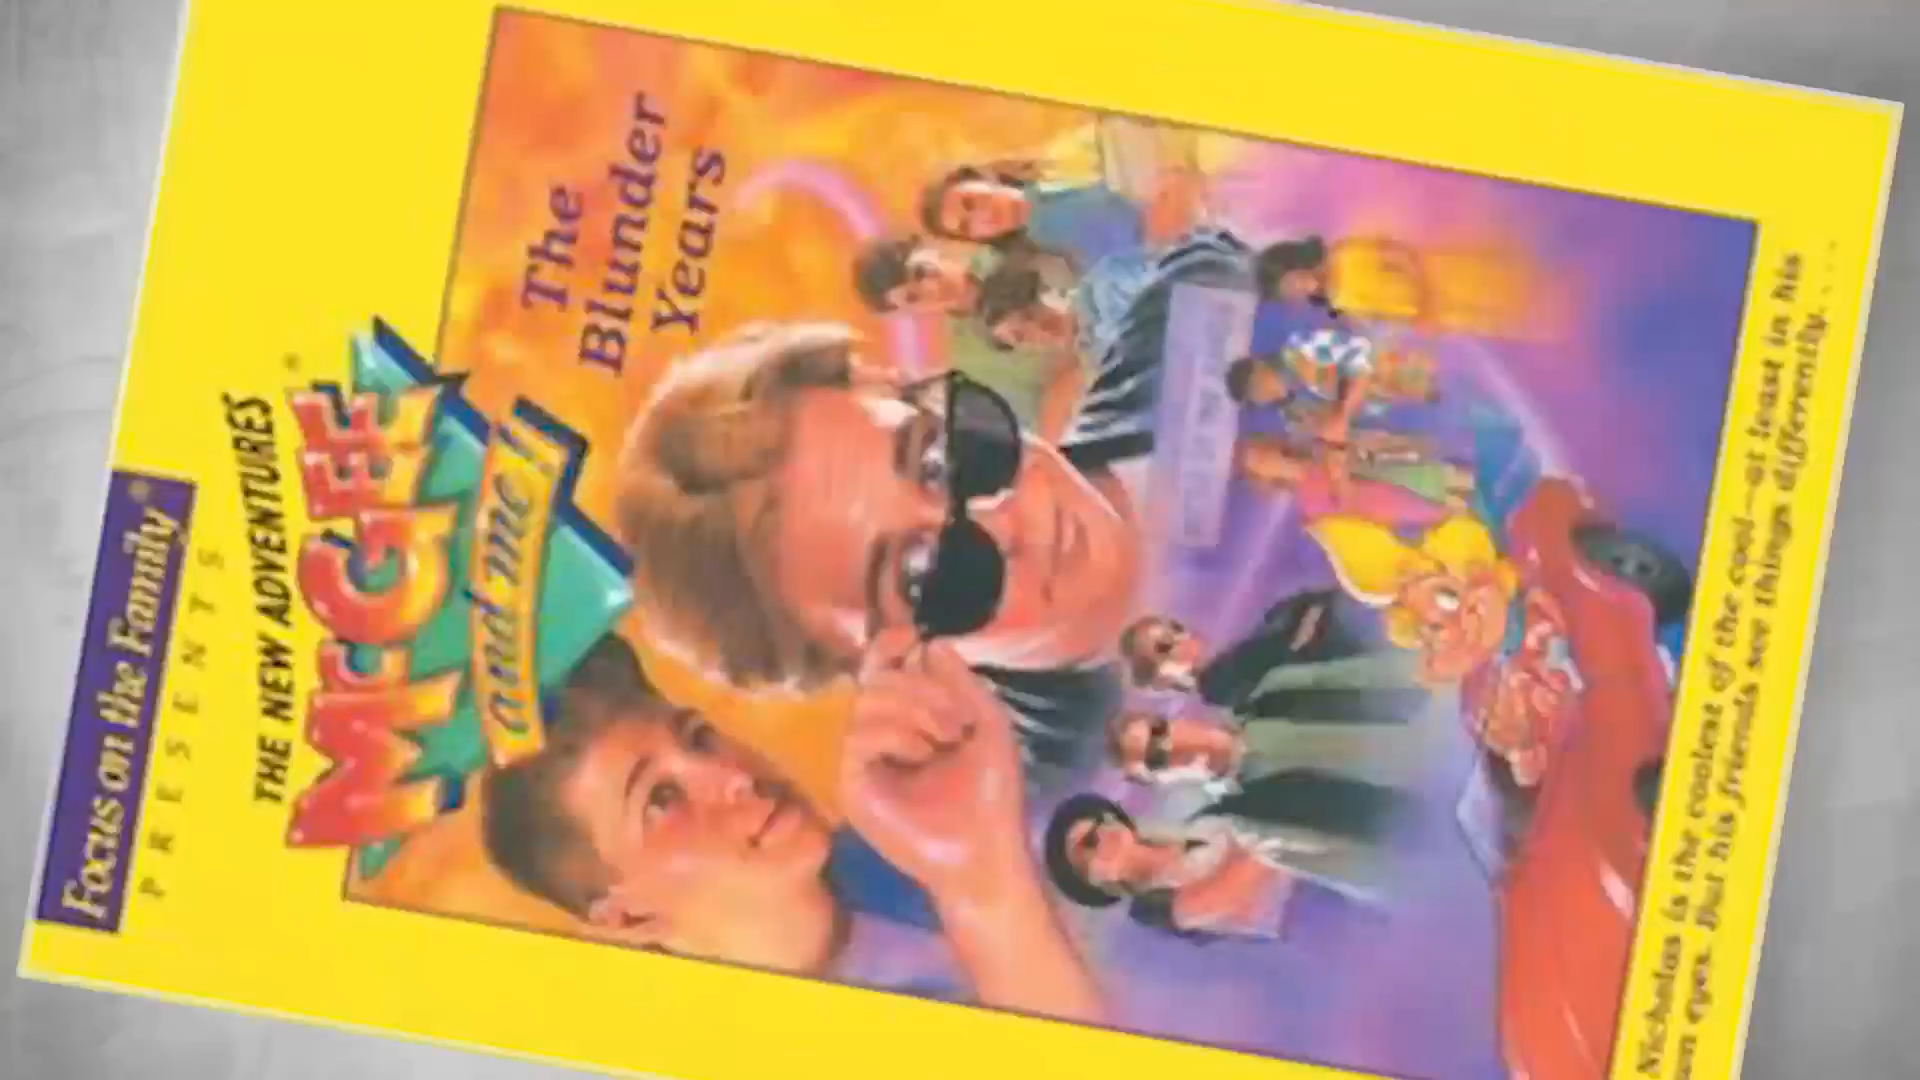 Focus on the Family®
PRESENTS
THE NEW ADVENTURES
McGEE
and me!
The
Blunder
Years
Nicholas is the coolest of the cool—at least in his
own eyes. But his friends see things differently. . . .